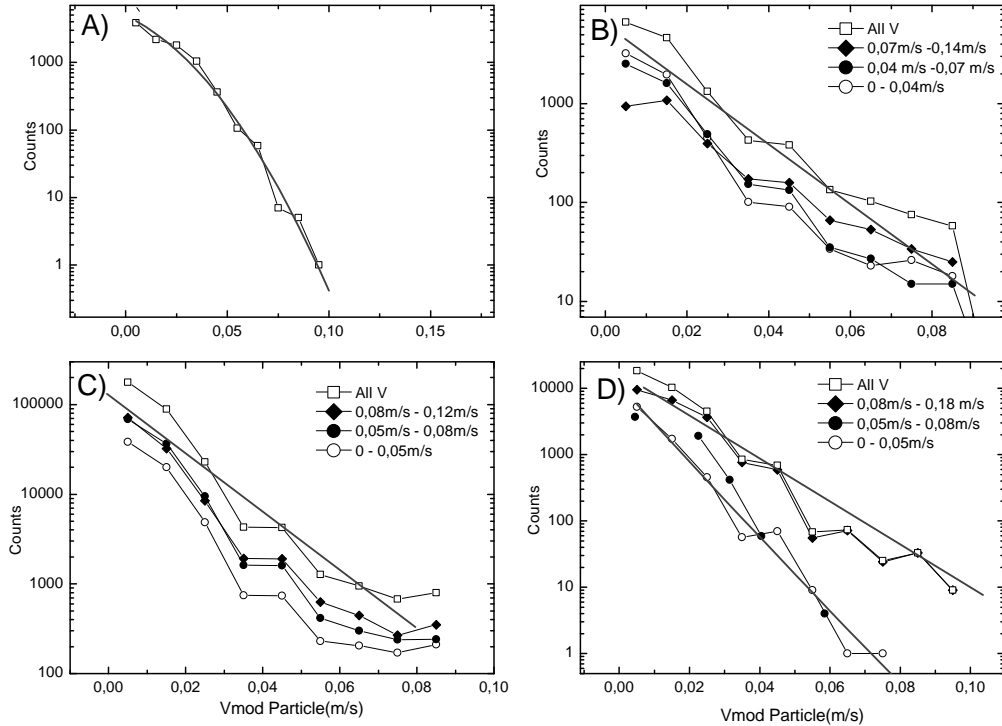 A)
1000
100
10
1
Counts
0,00
0,05
0,10
0,15
B)
All V
0,07m/s -0,14m/s
0,04 m/s -0,07 m/s
0 - 0,04m/s
1000
100
10
Counts
0,00
0,02
0,04
0,06
0,08
C)
All V
0,08m/s - 0,12m/s
0,05m/s - 0,08m/s
0 - 0,05m/s
100000
10000
1000
100
Counts
0,00
0,02
0,04
0,06
0,08
0,10
Vmod Particle(m/s)
D)
All V
0,08m/s - 0,18 m/s
0,05m/s - 0,08m/s
0 - 0,05m/s
10000
1000
100
10
1
Counts
0,00
0,02
0,04
0,06
0,08
0,10
Vmod Particle(m/s)